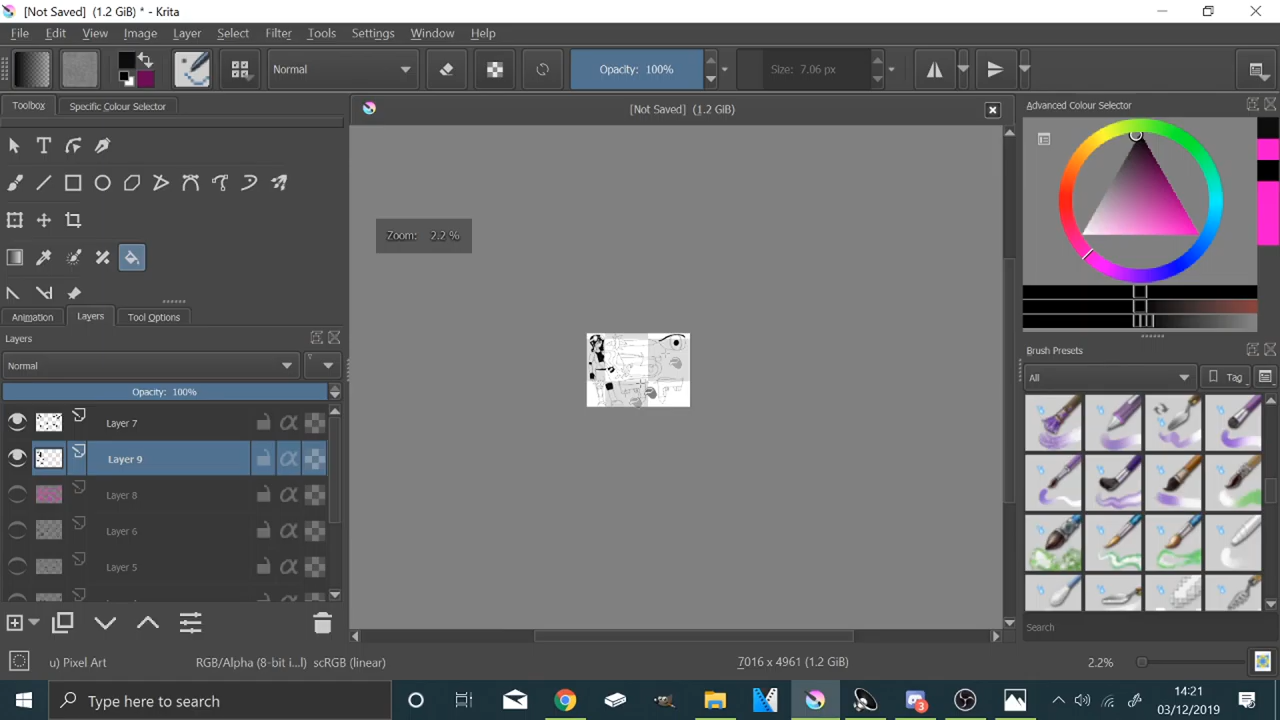 [Not Saved] (1.2 GiB) * - Krita
File Edit View Image Layer Select Filter Tools Settings Window Help
Normal
Opacity: 100%
Size: 7.06 px
Toolbox
Specific Colour Selector
[Not Saved] (1.2 GiB)
Advanced Colour Selector
Zoom: 2.2 %
Animation
Layers
Tool Options
Layers
Brush Presets
Normal
All
Tag
Opacity: 100%
Layer 7
Layer 9
Layer 8
Layer 6
Layer 5
Search
u) Pixel Art
RGB/Alpha (8-bit i...l) scRGB (linear)
7016 x 4961 (1.2 GiB)
2.2%
Type here to search
3
14:21
03/12/2019